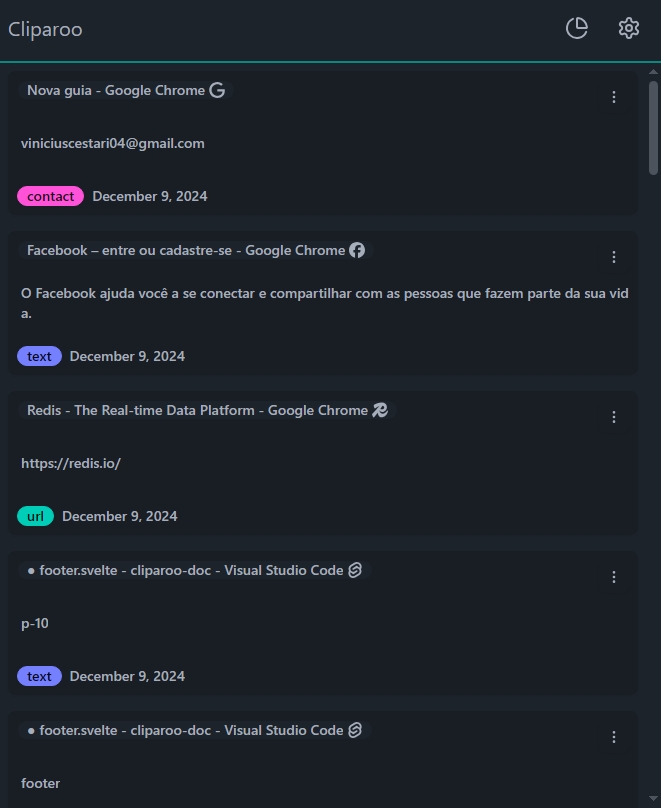 Cliparoo
Nova guia - Google Chrome
viniciuscestari04@gmail.com
contact December 9, 2024
Facebook – entre ou cadastre-se - Google Chrome
O Facebook ajuda você a se conectar e compartilhar com as pessoas que fazem parte da sua vid
a.
text December 9, 2024
Redis - The Real-time Data Platform - Google Chrome
https://redis.io/
url December 9, 2024
● footer.svelte - cliparoo-doc - Visual Studio Code
p-10
text December 9, 2024
● footer.svelte - cliparoo-doc - Visual Studio Code
footer